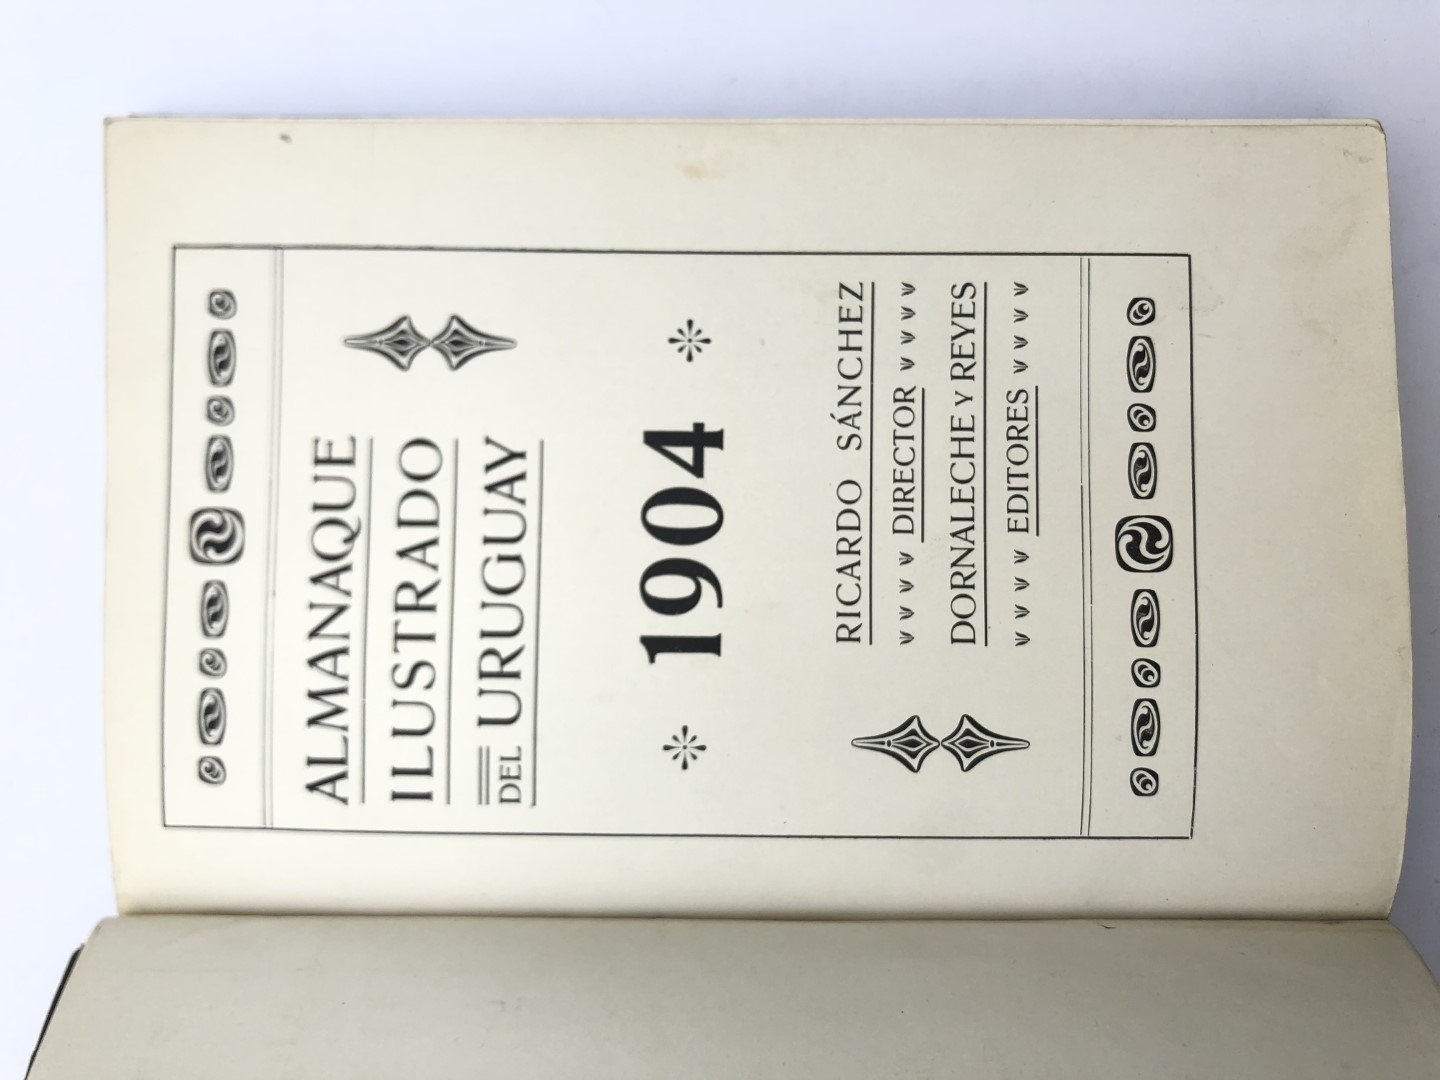 ALMANAQUE
ILUSTRADO
DEL URUGUAY
1904
RICARDO SÁNCHEZ
DIRECTOR
DORNALECHE Y REYES
EDITORES